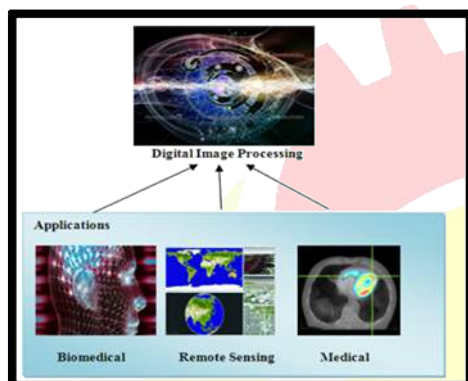 Digital Image Processing
Applications
Biomedical Remote Sensing Medical